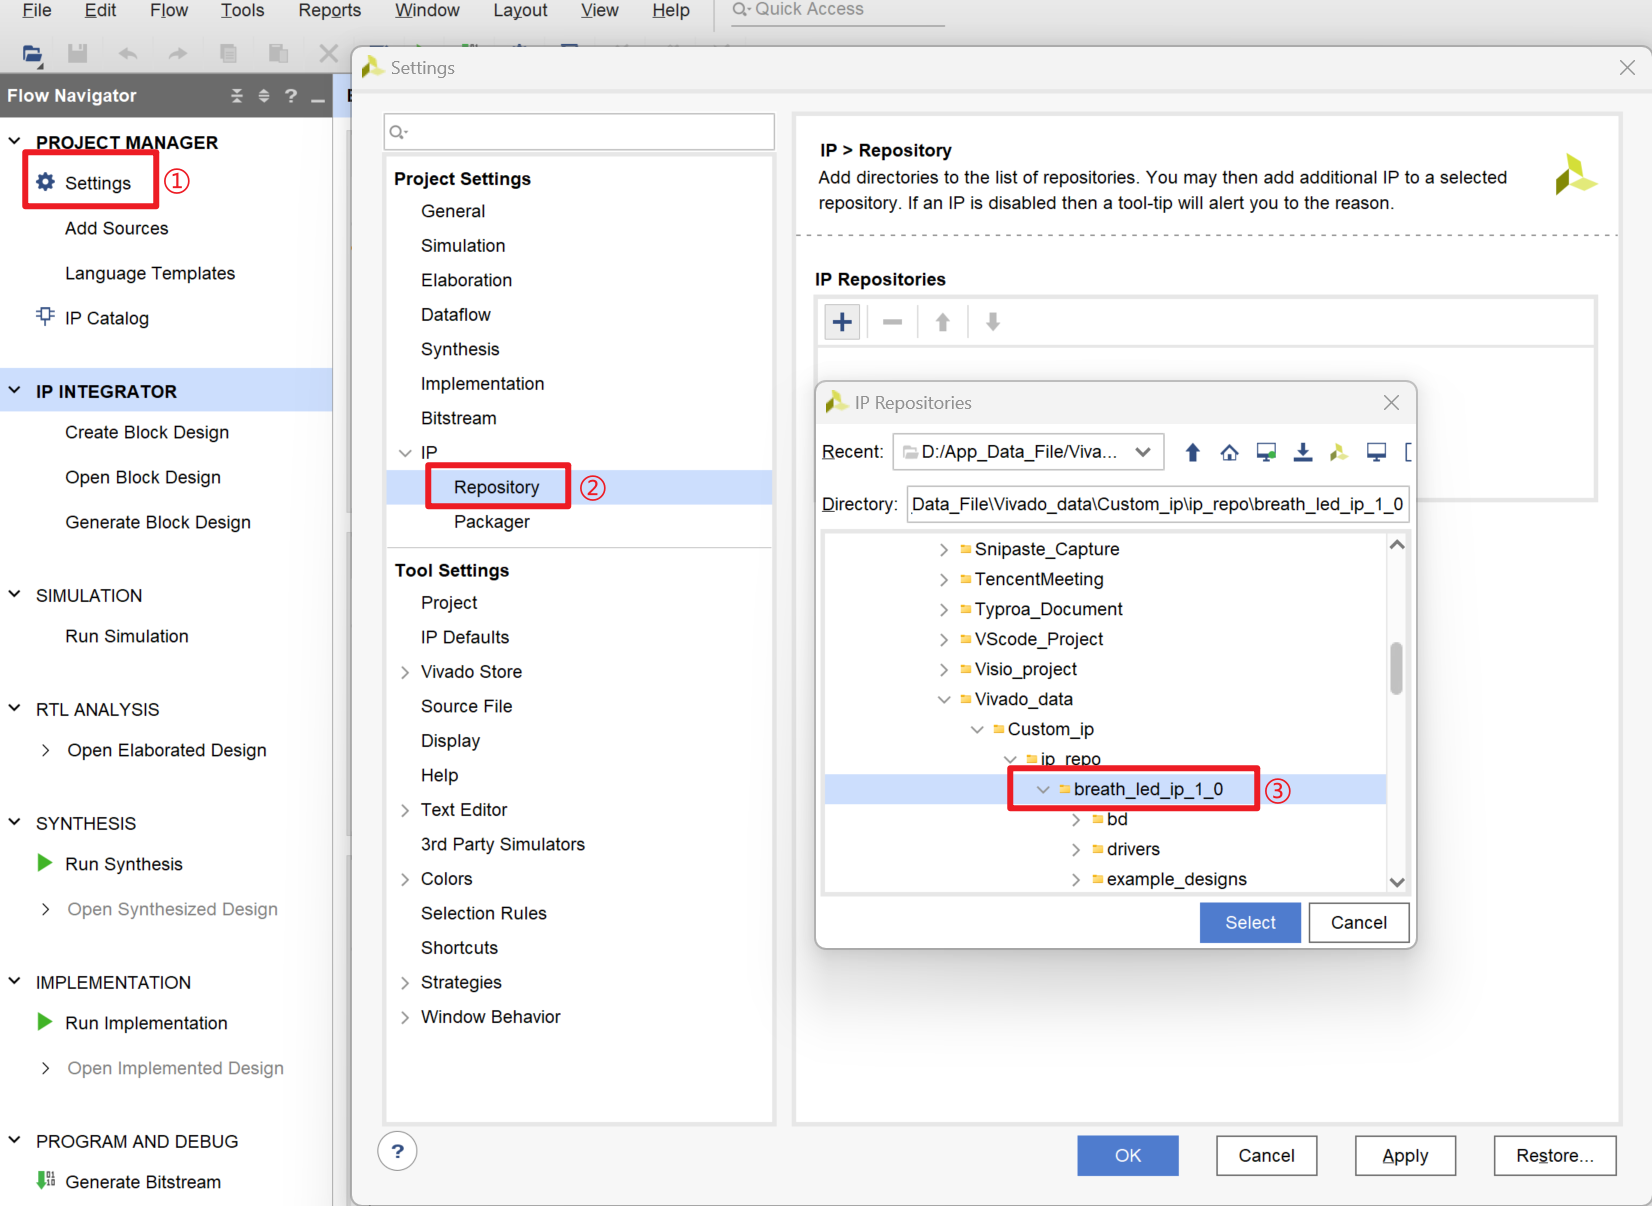 File Edit Flow Tools Reports Window Layout View Help Quick Access
Flow Navigator ?
PROJECT MANAGER
Settings ①
Add Sources
Language Templates
IP Catalog
IP INTEGRATOR
Create Block Design
Open Block Design
Generate Block Design
SIMULATION
Run Simulation
RTL ANALYSIS
Open Elaborated Design
SYNTHESIS
Run Synthesis
Open Synthesized Design
IMPLEMENTATION
Run Implementation
Open Implemented Design
PROGRAM AND DEBUG
Generate Bitstream
Settings
Project Settings
General
Simulation
Elaboration
Dataflow
Synthesis
Implementation
Bitstream
IP
Repository ②
Packager
Tool Settings
Project
IP Defaults
Vivado Store
Source File
Display
Help
Text Editor
3rd Party Simulators
Colors
Selection Rules
Shortcuts
Strategies
Window Behavior
IP > Repository
Add directories to the list of repositories. You may then add additional IP to a selected
repository. If an IP is disabled then a tool-tip will alert you to the reason.
IP Repositories
IP Repositories
Recent: D:/App_Data_File/Viva...
Directory: Data_File\Vivado_data\Custom_ip\ip_repo\breath_led_ip_1_0
Snipaste_Capture
TencentMeeting
Typroa_Document
VScode_Project
Visio_project
Vivado_data
Custom_ip
ip_repo
breath_led_ip_1_0 ③
bd
drivers
example_designs
Select Cancel
? OK Cancel Apply Restore...